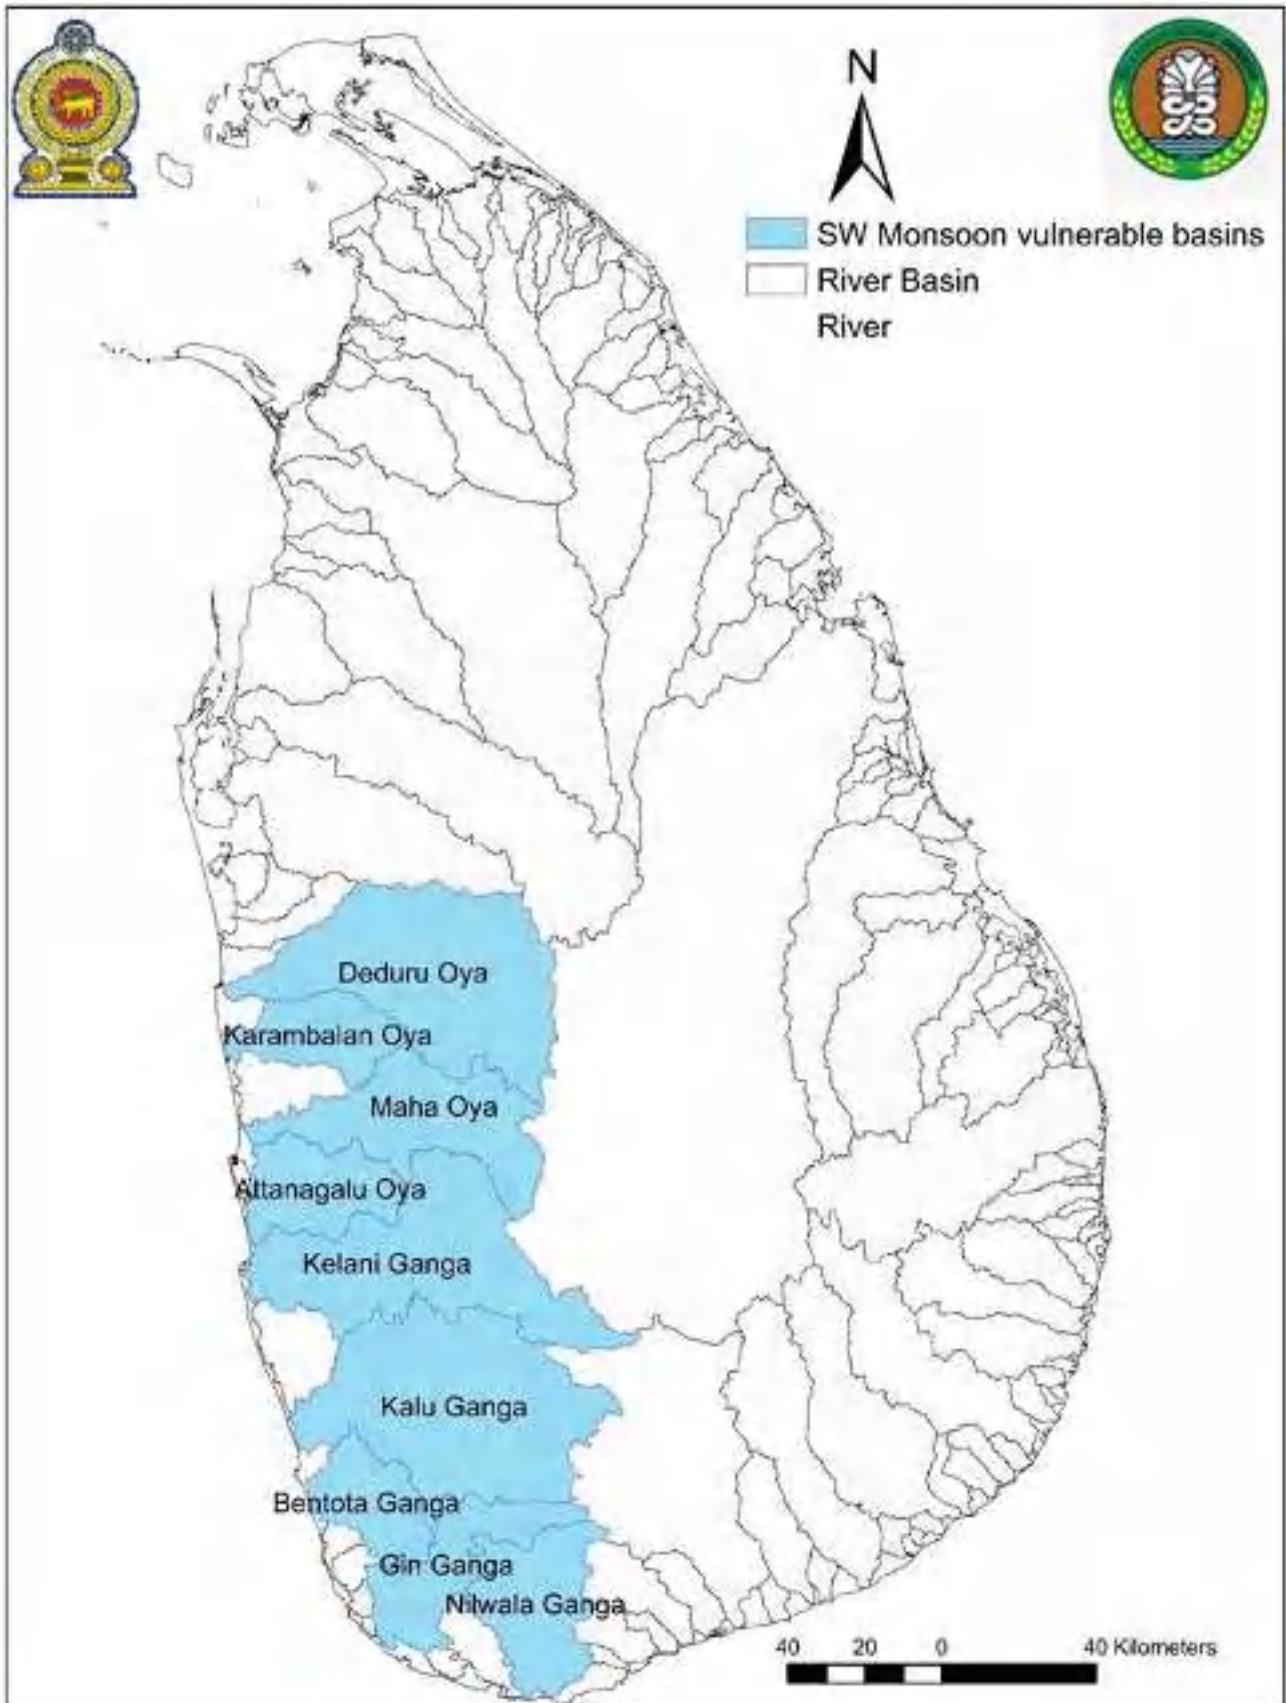 N
SW Monsoon vulnerable basins
River Basin
River
Deduru Oya
Karambalan Oya
Maha Oya
Attanagalu Oya
Kelani Ganga
Kalu Ganga
Bentota Ganga
Gin Ganga
Nilwala Ganga
40 20 0 40 Kilometers